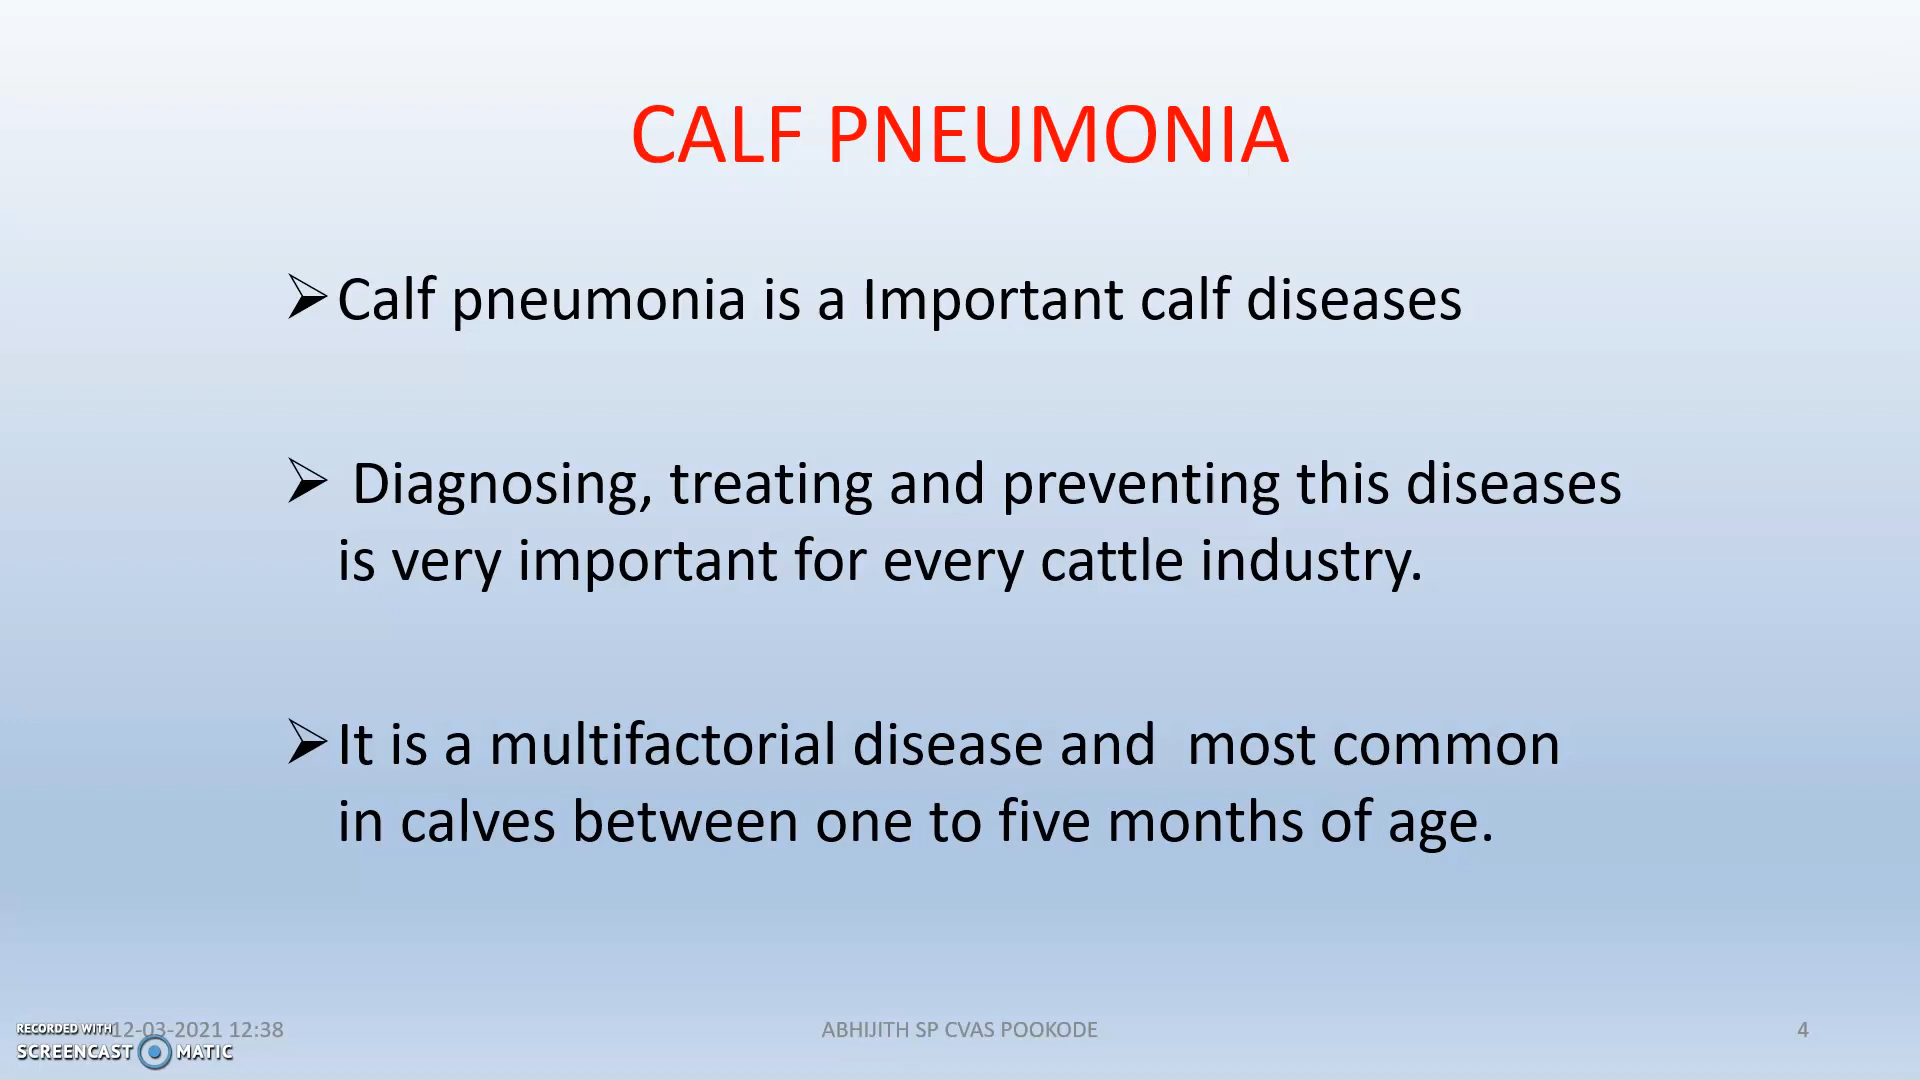 CALF PNEUMONIA
➢Calf pneumonia is a Important calf diseases
➢ Diagnosing, treating and preventing this diseases
is very important for every cattle industry.
➢It is a multifactorial disease and  most common
in calves between one to five months of age.
RECORDED WITH
12-03-2021 12:38
ABHIJITH SP CVAS POOKODE
4
SCREENCAST MATIC